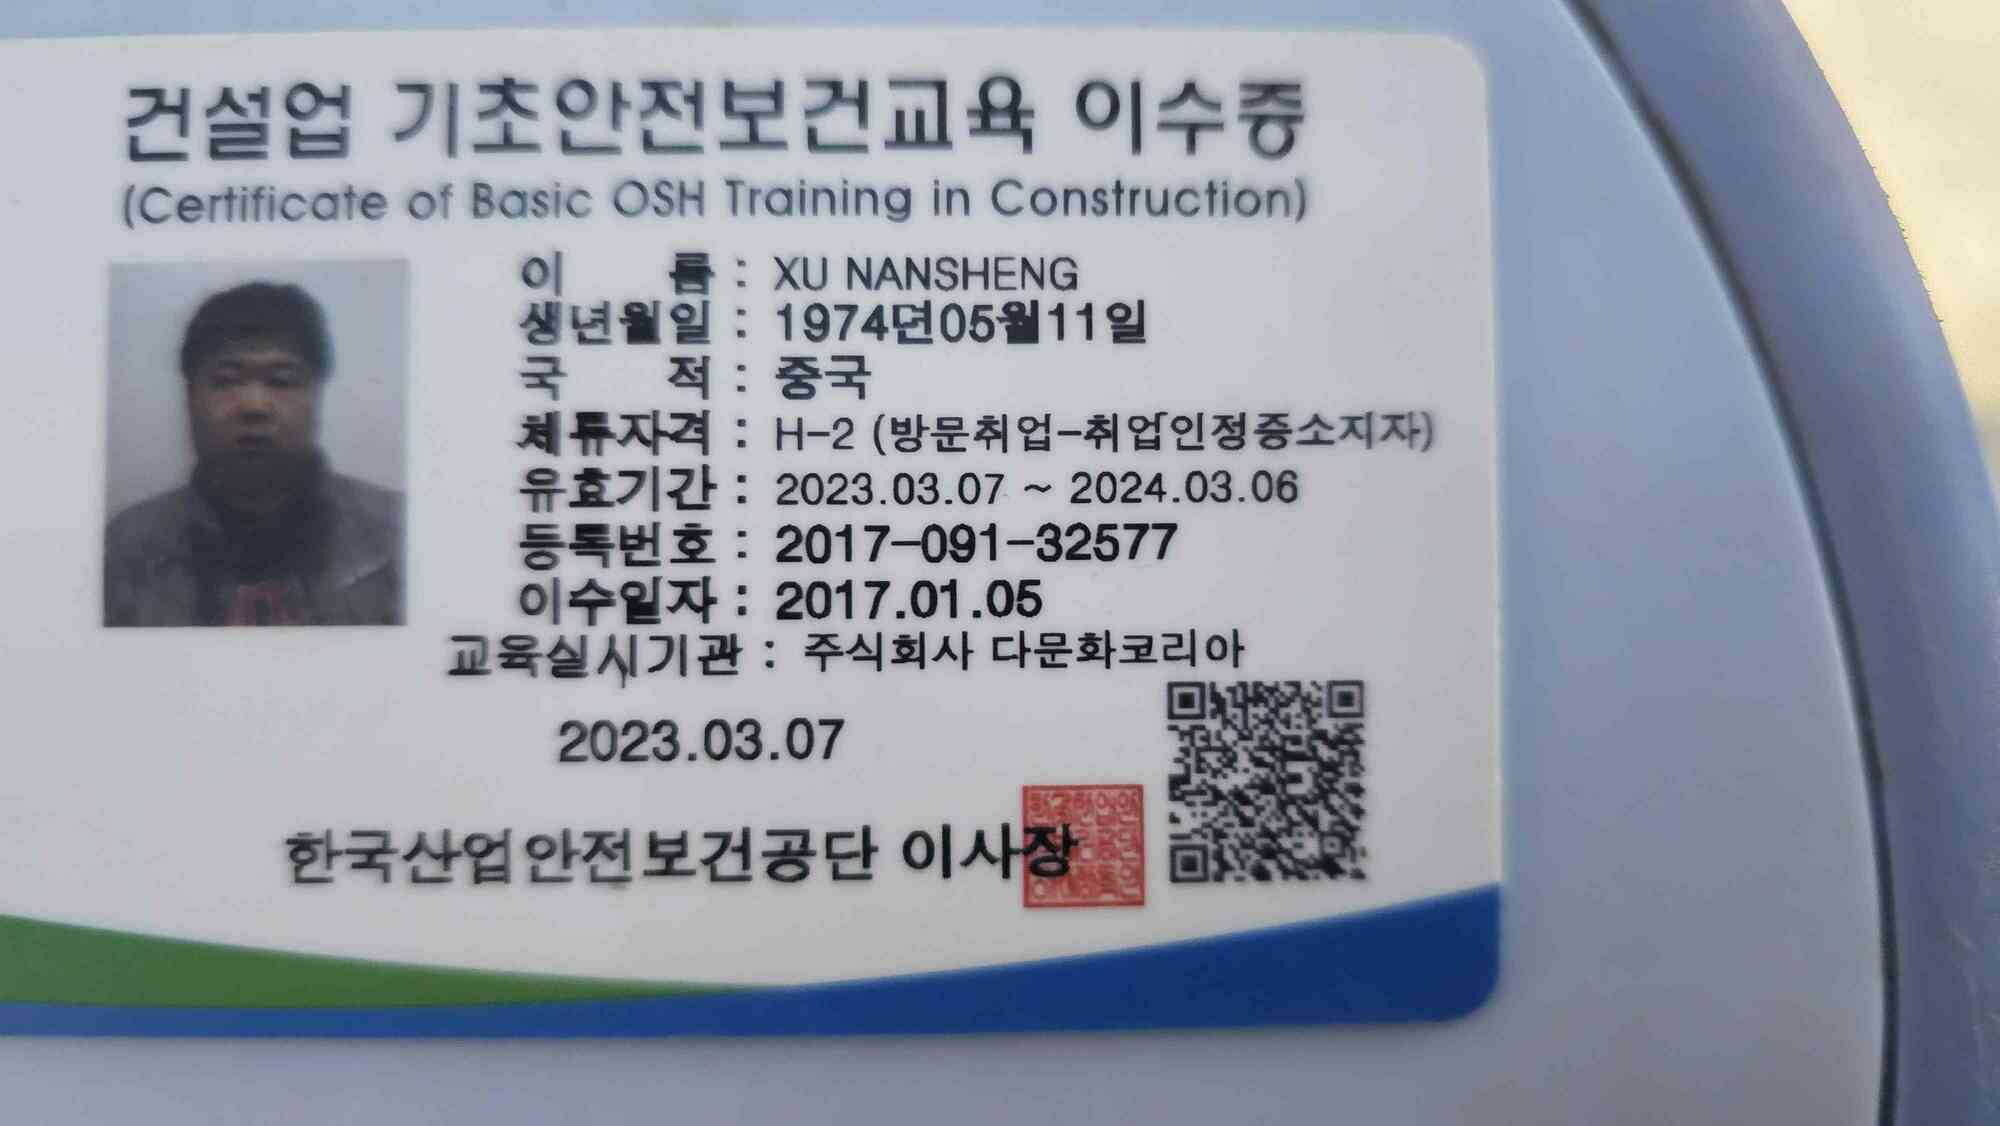 건설업 기초안전보건교육 이수증
(Certificate of Basic OSH Training in Construction)
이 름 : XU NANSHENG
생년월일 : 1974년05월11일
국 적 : 중국
체류자격 : H-2 (방문취업-취업인정증소지자)
유효기간 : 2023.03.07 ~ 2024.03.06
등록번호 : 2017-091-32577
이수일자 : 2017.01.05
교육실시기관 : 주식회사 다문화코리아
2023.03.07
한국산업안전보건공단 이사장